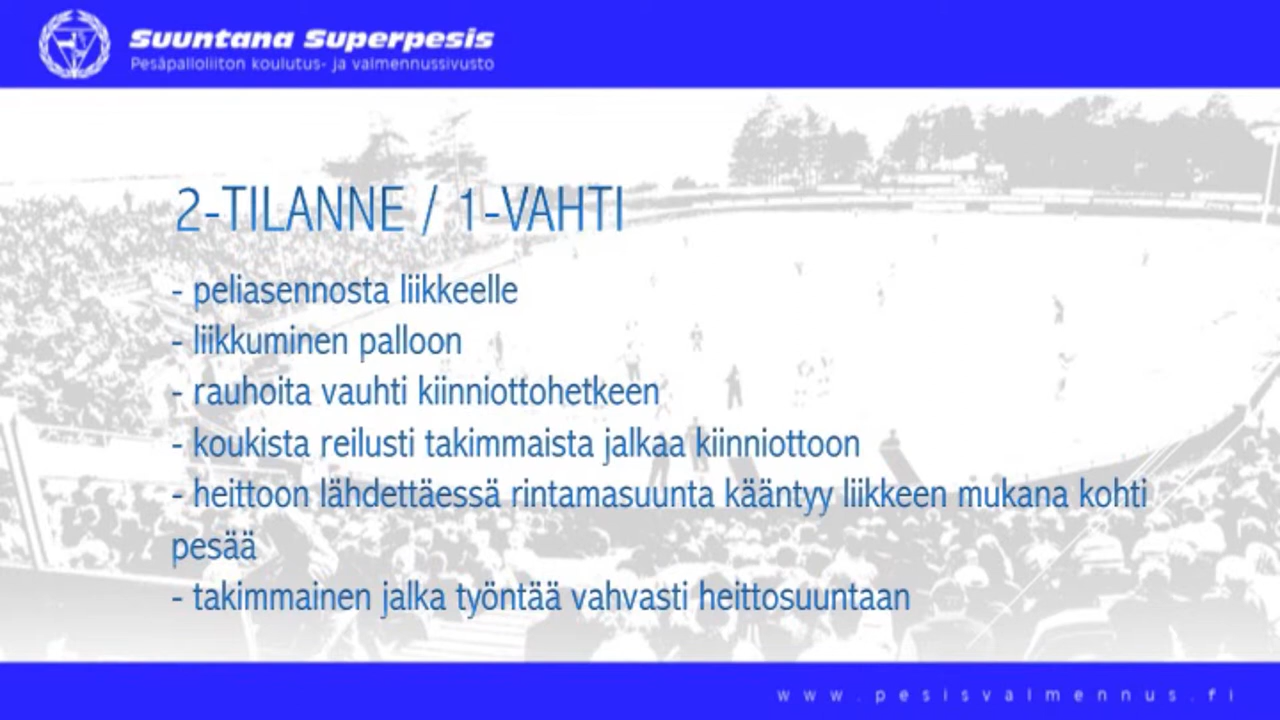 Suuntana Superpesis
Pesäpalloliiton koulutus- ja valmennussivusto
2-TILANNE / 1-VAHTI
- peliasennosta liikkeelle
- liikkuminen palloon
- rauhoita vauhti kiinniottohetkeen
- koukista reilusti takimmaista jalkaa kiinniottoon
- heittoon lähdettäessä rintamasuunta kääntyy liikkeen mukana kohti
pesää
- takimmainen jalka työntää vahvasti heittosuuntaan
www.pesisvalmennus.fi